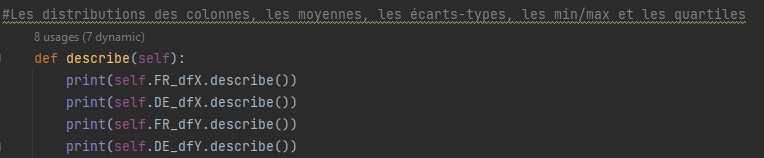 #Les distributions des colonnes, les moyennes, les écarts-types, les min/max et les quartiles
8 usages (7 dynamic)
def describe(self):
print(self.FR_dfX.describe())
print(self.DE_dfX.describe())
print(self.FR_dfY.describe())
print(self.DE_dfY.describe())